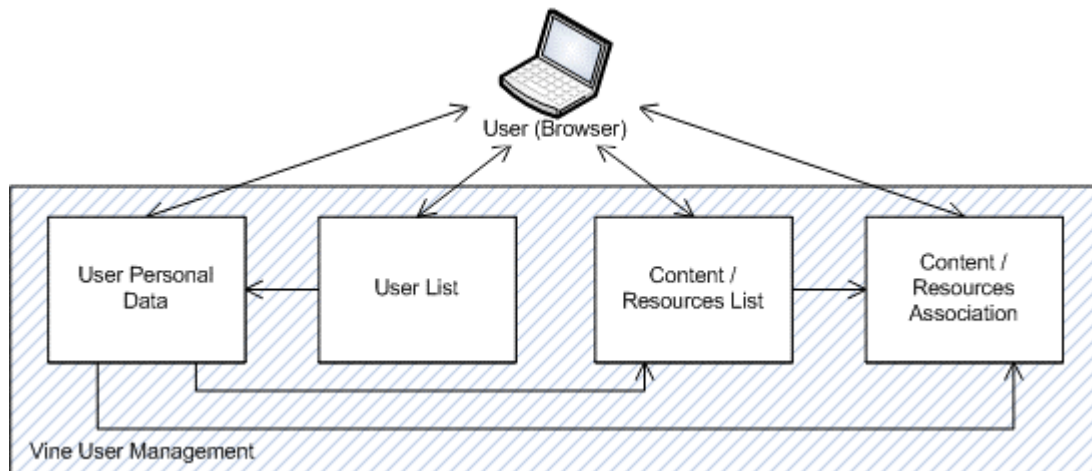 User (Browser)
User Personal
Data
User List
Content /
Resources List
Content /
Resources
Association
Vine User Management